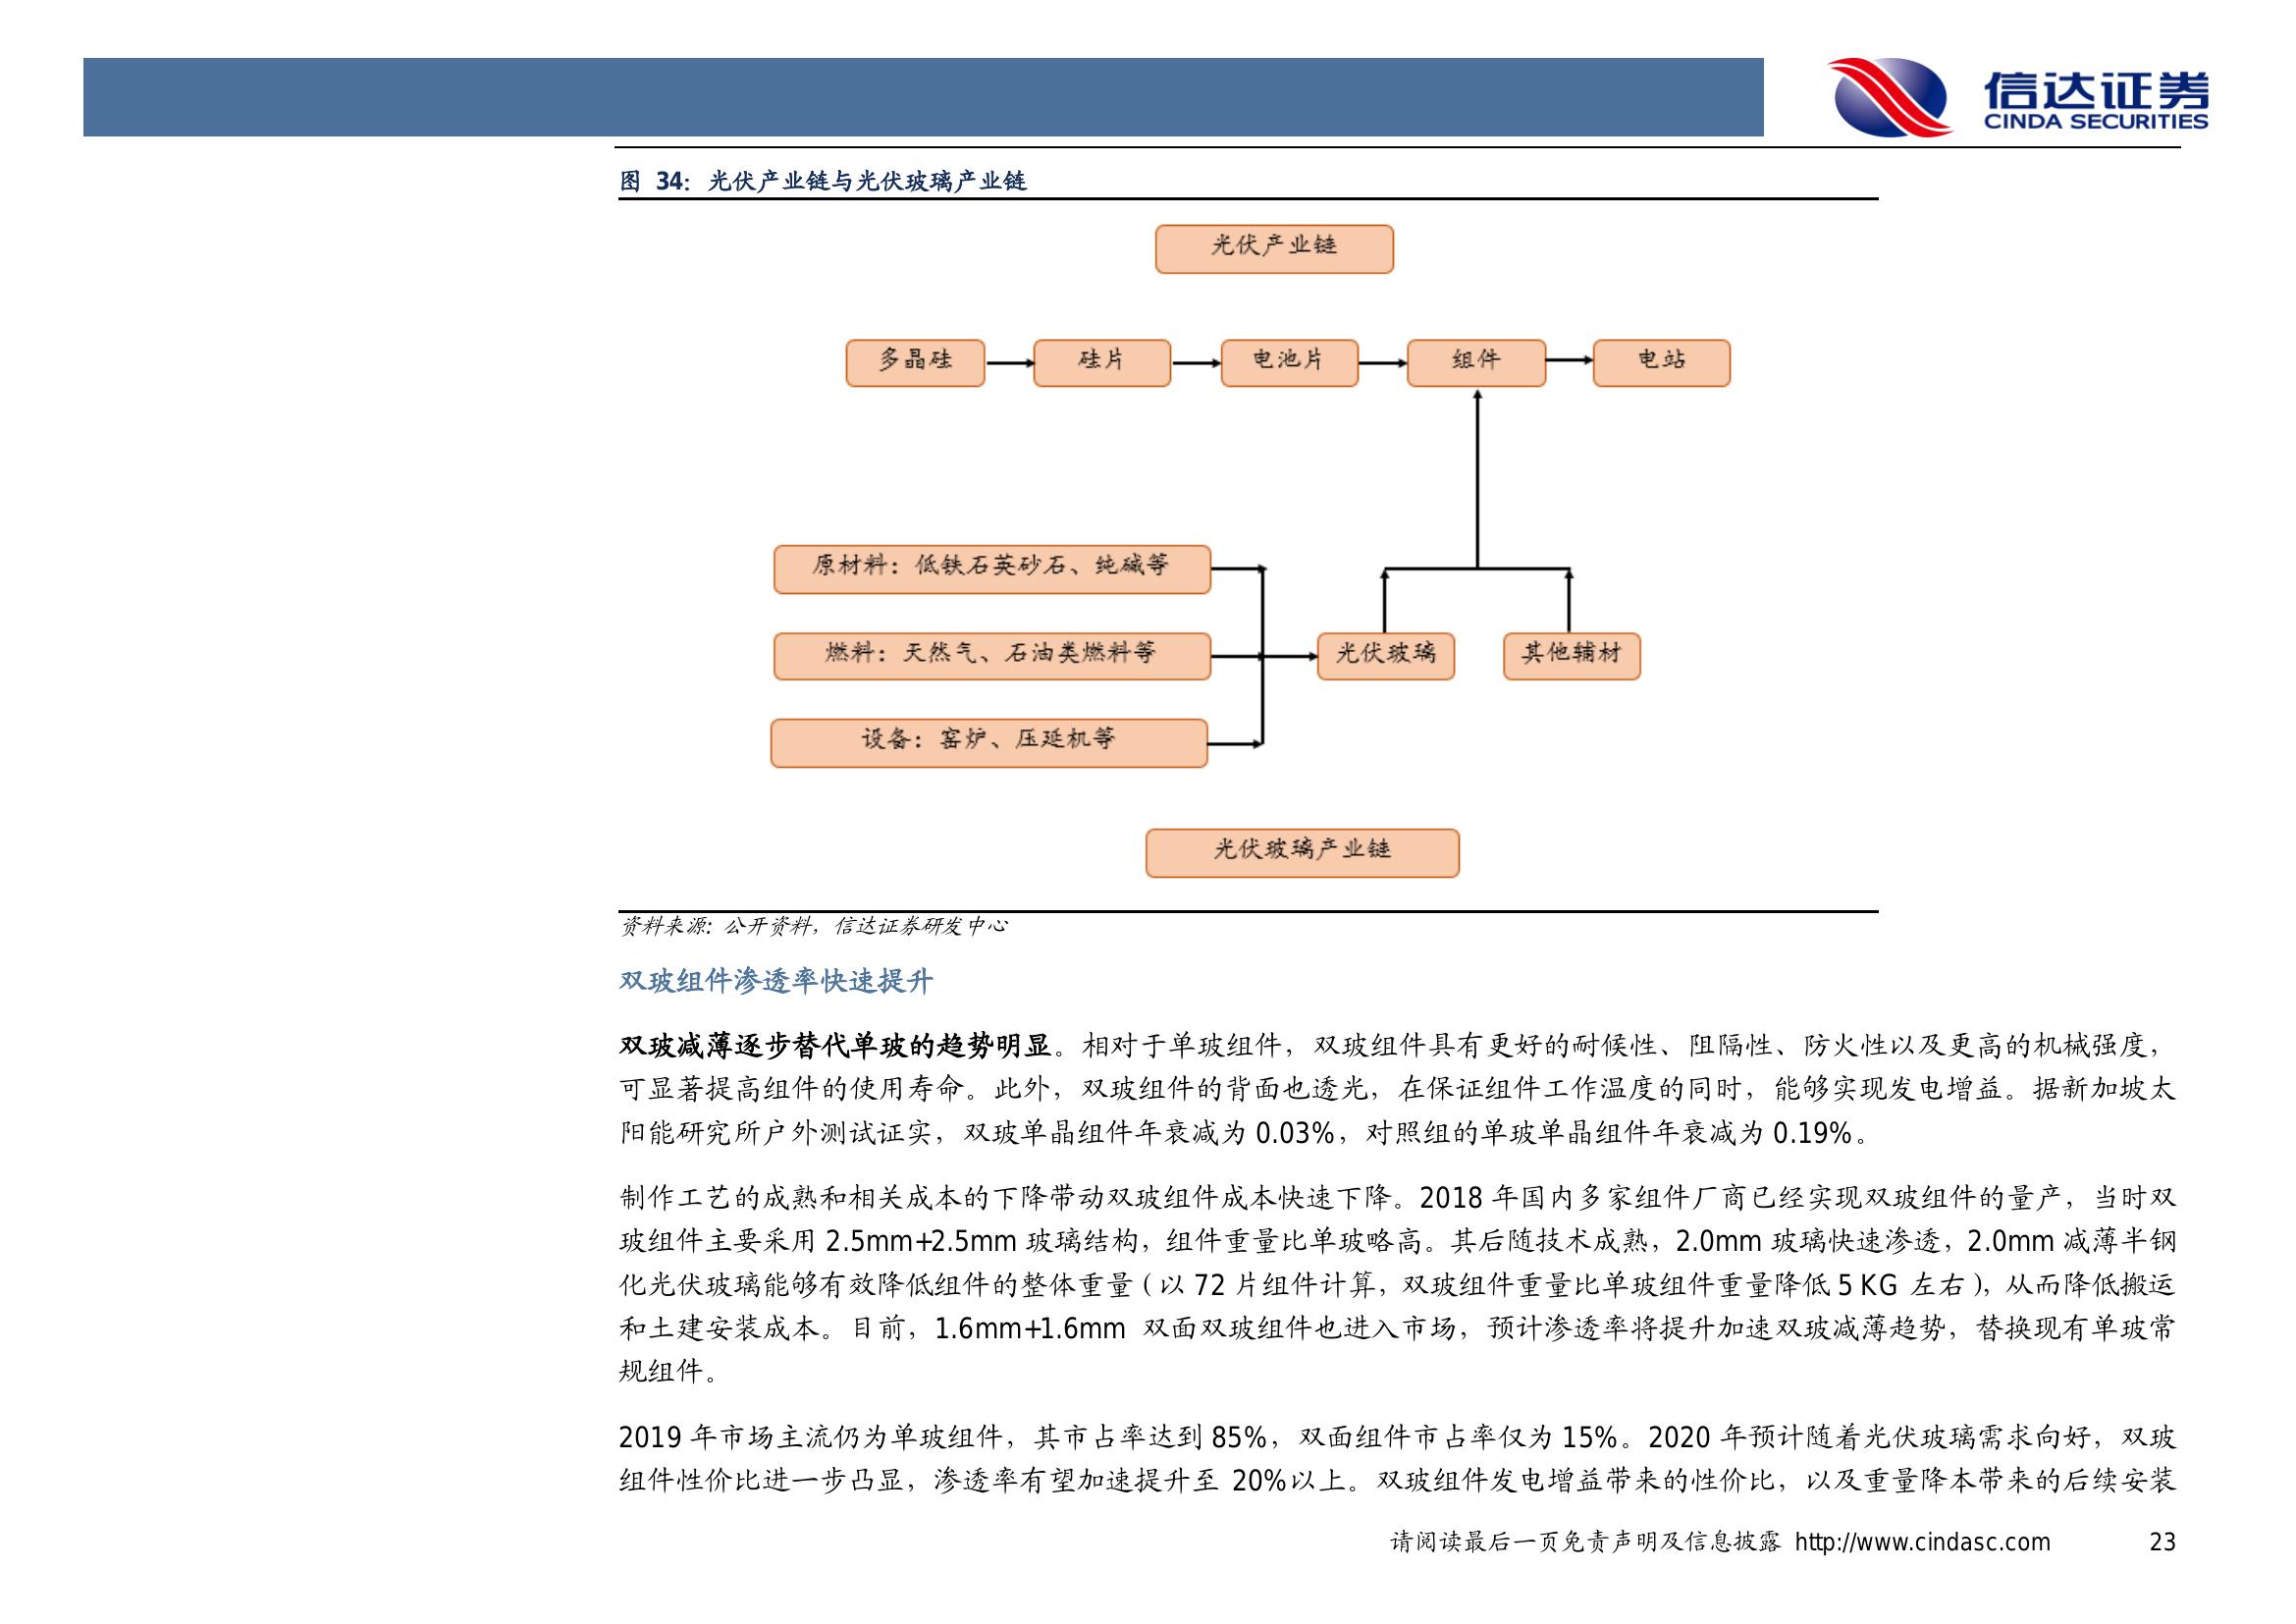 信达证券
CINDA SECURITIES
图 34：光伏产业链与光伏玻璃产业链
光伏产业链
多晶硅
硅片
电池片
组件
电站
原材料：低铁石英砂石、纯碱等
燃料：天然气、石油类燃料等
光伏玻璃
其他辅材
设备：窑炉、压延机等
光伏玻璃产业链
资料来源：公开资料，信达证券研发中心
双玻组件渗透率快速提升
双玻减薄逐步替代单玻的趋势明显。相对于单玻组件，双玻组件具有更好的耐候性、阻隔性、防火性以及更高的机械强度，
可显著提高组件的使用寿命。此外，双玻组件的背面也透光，在保证组件工作温度的同时，能够实现发电增益。据新加坡太
阳能研究所户外测试证实，双玻单晶组件年衰减为 0.03%，对照组的单玻单晶组件年衰减为 0.19%。
制作工艺的成熟和相关成本的下降带动双玻组件成本快速下降。2018 年国内多家组件厂商已经实现双玻组件的量产，当时双
玻组件主要采用 2.5mm+2.5mm 玻璃结构，组件重量比单玻略高。其后随技术成熟，2.0mm 玻璃快速渗透，2.0mm 减薄半钢
化光伏玻璃能够有效降低组件的整体重量（以 72 片组件计算，双玻组件重量比单玻组件重量降低 5 KG 左右），从而降低搬运
和土建安装成本。目前，1.6mm+1.6mm 双面双玻组件也进入市场，预计渗透率将提升加速双玻减薄趋势，替换现有单玻常
规组件。
2019 年市场主流仍为单玻组件，其市占率达到 85%，双面组件市占率仅为 15%。2020 年预计随着光伏玻璃需求向好，双玻
组件性价比进一步凸显，渗透率有望加速提升至 20%以上。双玻组件发电增益带来的性价比，以及重量降本带来的后续安装
请阅读最后一页免责声明及信息披露 http://www.cindasc.com 23